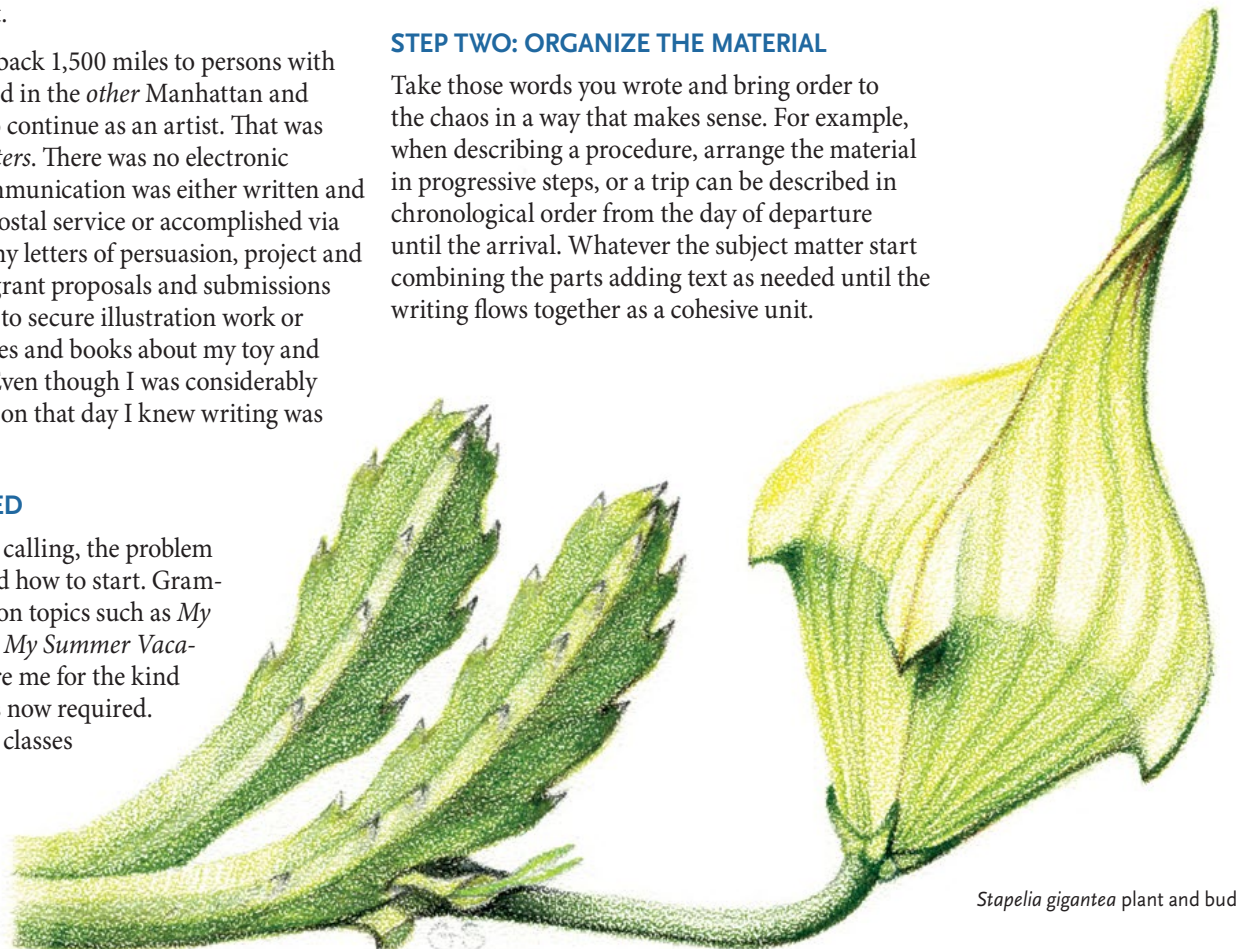 back 1,500 miles to persons with
d in the other Manhattan and
continue as an artist. That was
ters. There was no electronic
mmunication was either written and
ostal service or accomplished via
ny letters of persuasion, project and
grant proposals and submissions
to secure illustration work or
es and books about my toy and
Even though I was considerably
on that day I knew writing was
ED
calling, the problem
d how to start. Gram-
on topics such as My
My Summer Vaca-
re me for the kind
now required.
classes
STEP TWO: ORGANIZE THE MATERIAL
Take those words you wrote and bring order to
the chaos in a way that makes sense. For example,
when describing a procedure, arrange the material
in progressive steps, or a trip can be described in
chronological order from the day of departure
until the arrival. Whatever the subject matter start
combining the parts adding text as needed until the
writing flows together as a cohesive unit.
Stapelia gigantea plant and bud